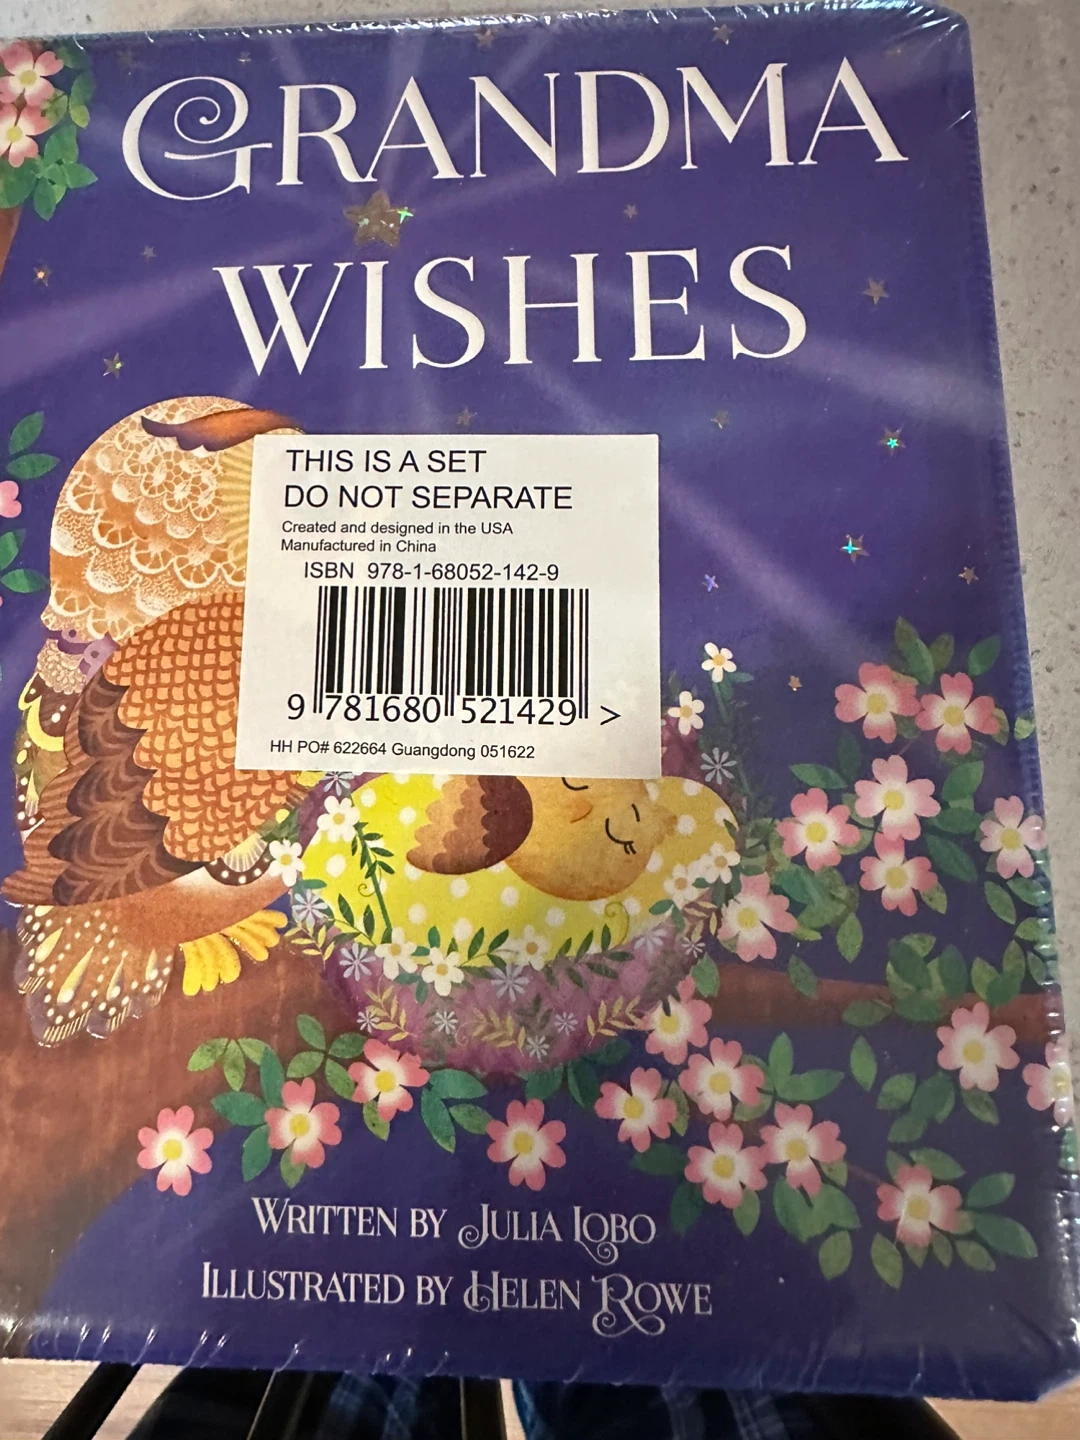 GRANDMA
WISHES
THIS IS A SET
DO NOT SEPARATE
Created and designed in the USA
Manufactured in China
ISBN 978-1-68052-142-9
9 781680 521429 >
HH PO# 622664 Guangdong 051622
WRITTEN BY JULIA LOBO
ILLUSTRATED BY HELEN ROWE